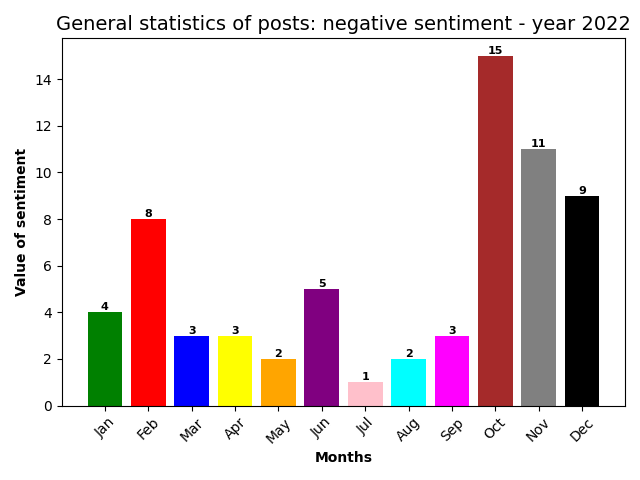 General statistics of posts: negative sentiment - year 2022
Value of sentiment
14
12
10
8
6
4
2
0
4
8
3
3
2
5
1
2
3
15
11
9
Jan
Feb
Mar
Apr
May
Jun
Jul
Aug
Sep
Oct
Nov
Dec
Months